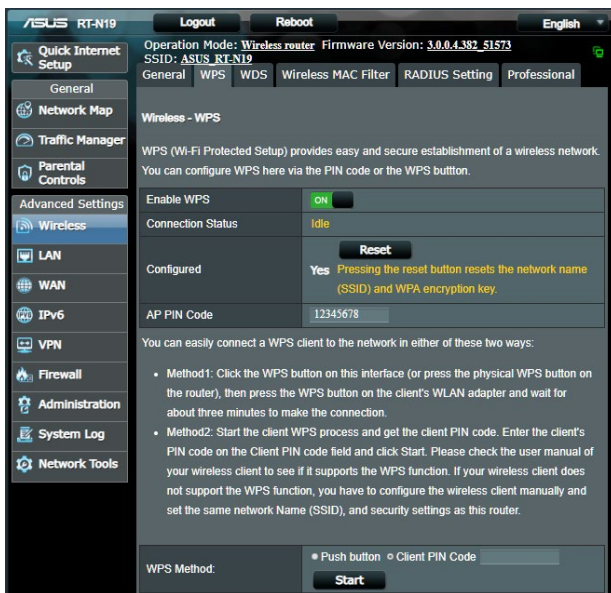 ASUS RT-N19 Logout Reboot English
Quick Internet Setup
General
Network Map
Traffic Manager
Parental Controls
Advanced Settings
Wireless
LAN
WAN
IPv6
VPN
Firewall
Administration
System Log
Network Tools
Operation Mode: Wireless router Firmware Version: 3.0.0.4.382_51573
SSID: ASUS_RT-N19
General WPS WDS Wireless MAC Filter RADIUS Setting Professional
Wireless - WPS
WPS (Wi-Fi Protected Setup) provides easy and secure establishment of a wireless network.
You can configure WPS here via the PIN code or the WPS buttton.
Enable WPS ON
Connection Status Idle
Configured Yes Reset
Pressing the reset button resets the network name
(SSID) and WPA encryption key.
AP PIN Code 12345678
You can easily connect a WPS client to the network in either of these two ways:
• Method1: Click the WPS button on this interface (or press the physical WPS button on
the router), then press the WPS button on the client's WLAN adapter and wait for
about three minutes to make the connection.
• Method2: Start the client WPS process and get the client PIN code. Enter the client's
PIN code on the Client PIN code field and click Start. Please check the user manual of
your wireless client to see if it supports the WPS function. If your wireless client does
not support the WPS function, you have to configure the wireless client manually and
set the same network Name (SSID), and security settings as this router.
WPS Method: Push button Client PIN Code
Start